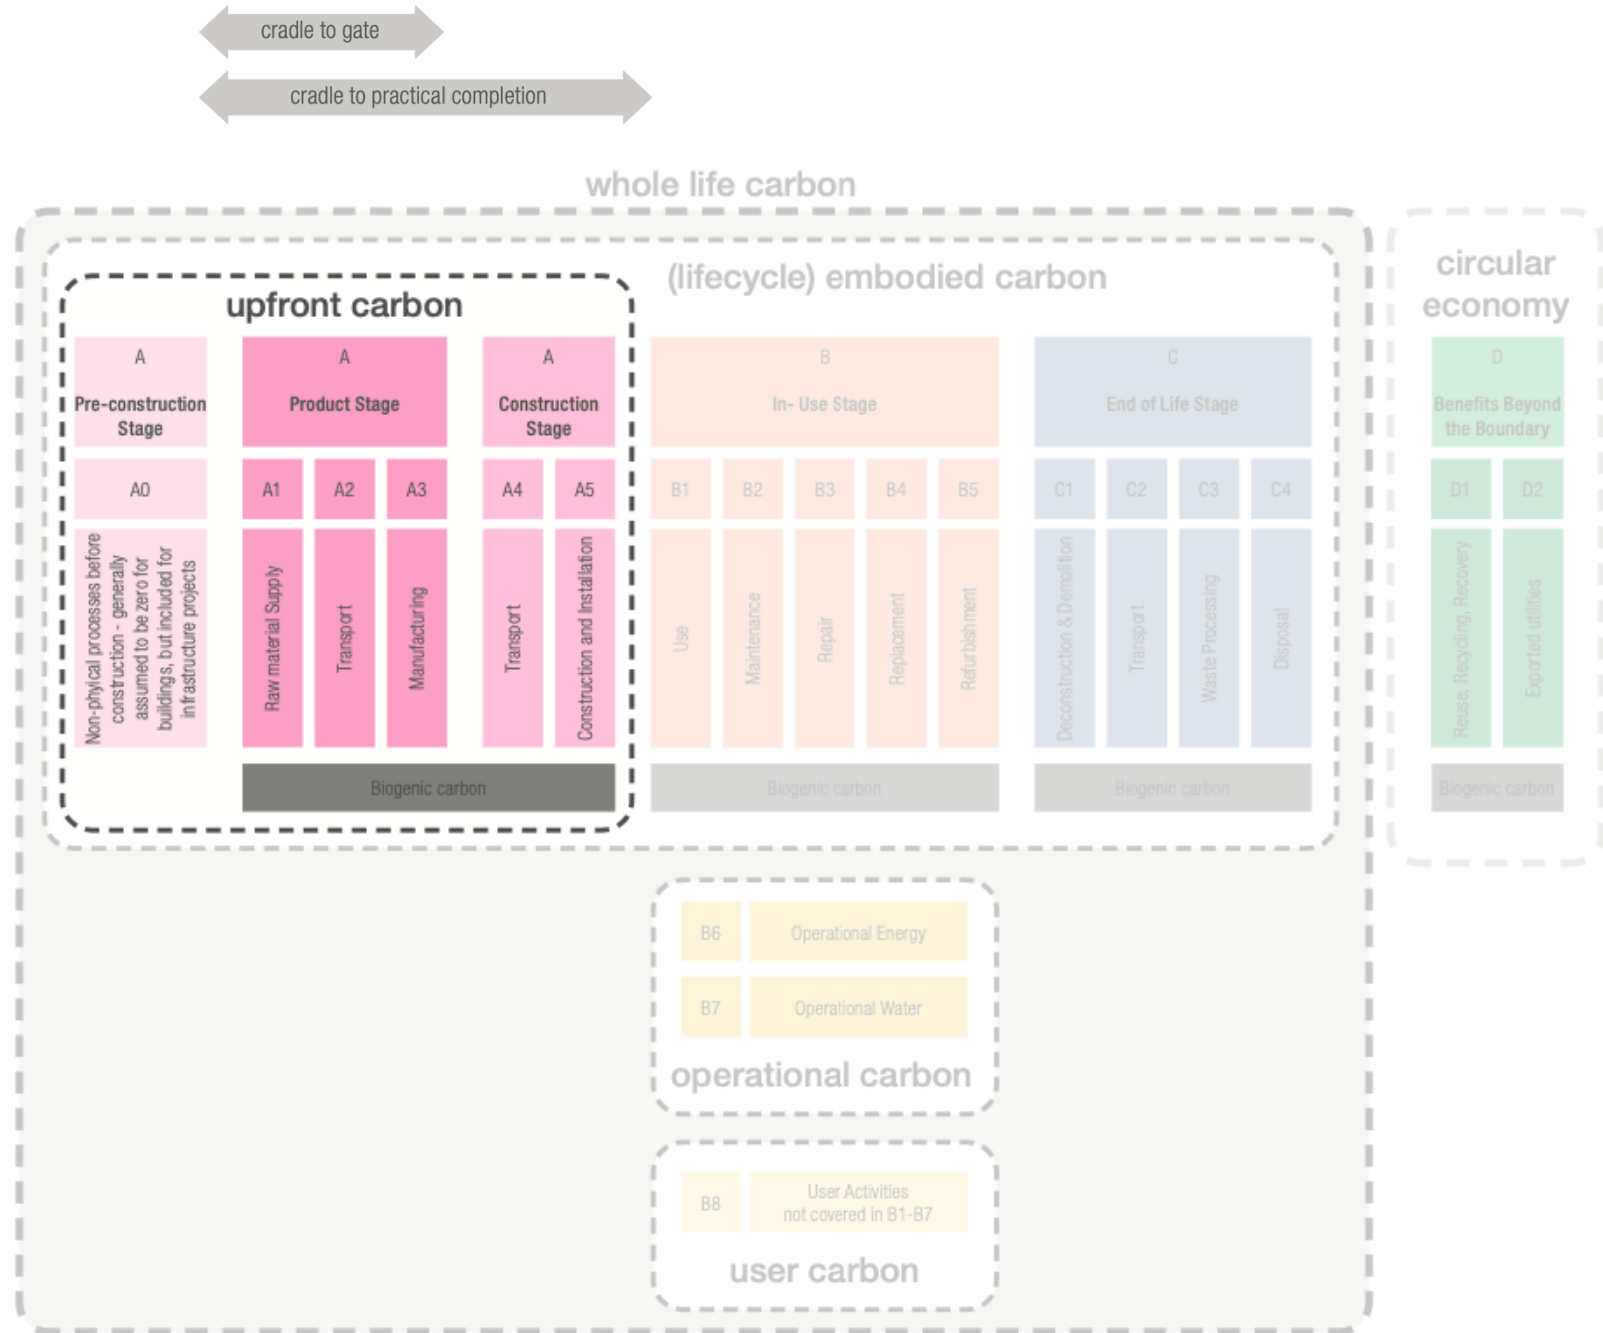 cradle to gate
cradle to practical completion
whole life carbon
(lifecycle) embodied carbon
circular
economy
upfront carbon
A
Pre-construction
Stage
A
Product Stage
A
Construction
Stage
B
In- Use Stage
C
End of Life Stage
D
Benefits Beyond
the Boundary
A0
A1
A2
A3
A4
A5
B1
B2
B3
B4
B5
C1
C2
C3
C4
D1
D2
Non-phyical processes before
construction - generally
assumed to be zero for
buildings, but included for
infrastructure projects
Raw material Supply
Transport
Manufacturing
Transport
Construction and Installation
Use
Maintenance
Repair
Replacement
Refurbishment
Deconstruction & Demolition
Transport
Waste Processing
Disposal
Reuse, Recycling, Recovery
Exported utilities
Biogenic carbon
Biogenic carbon
Biogenic carbon
Biogenic carbon
B6
Operational Energy
B7
Operational Water
operational carbon
B8
User Activities
not covered in B1-B7
user carbon